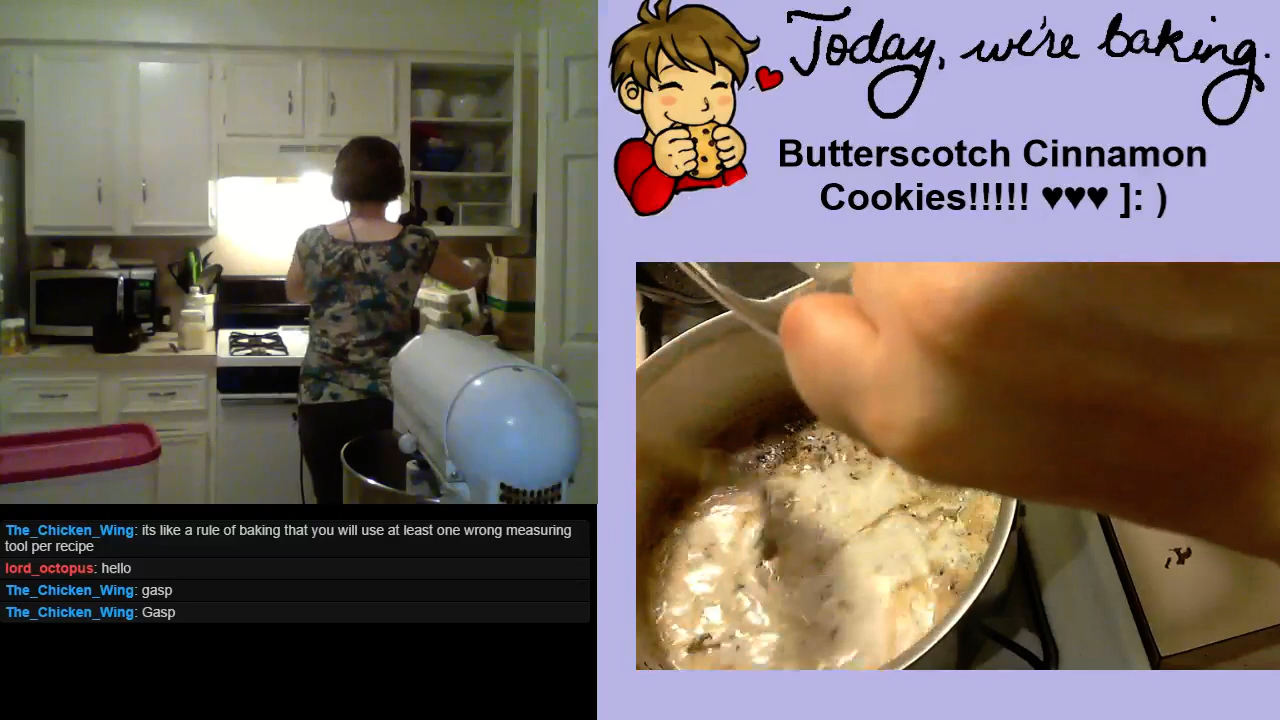 Today, we're baking.
Butterscotch Cinnamon
Cookies!!!!! ♥♥♥ ]: )
The_Chicken_Wing: its like a rule of baking that you will use at least one wrong measuring
tool per recipe
lord_octopus: hello
The_Chicken_Wing: gasp
The_Chicken_Wing: Gasp